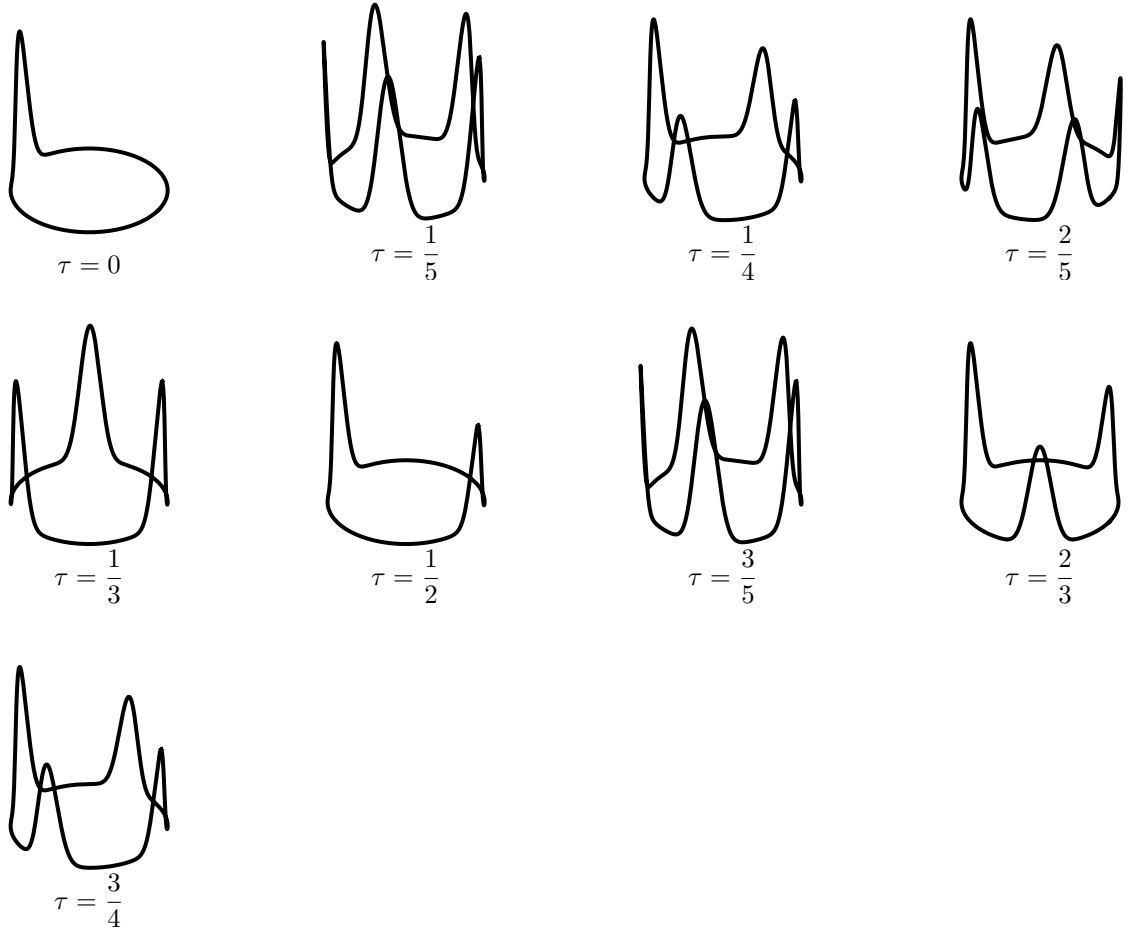 τ = 0
τ = 1/5
τ = 1/4
τ = 2/5
τ = 1/3
τ = 1/2
τ = 3/5
τ = 2/3
τ = 3/4